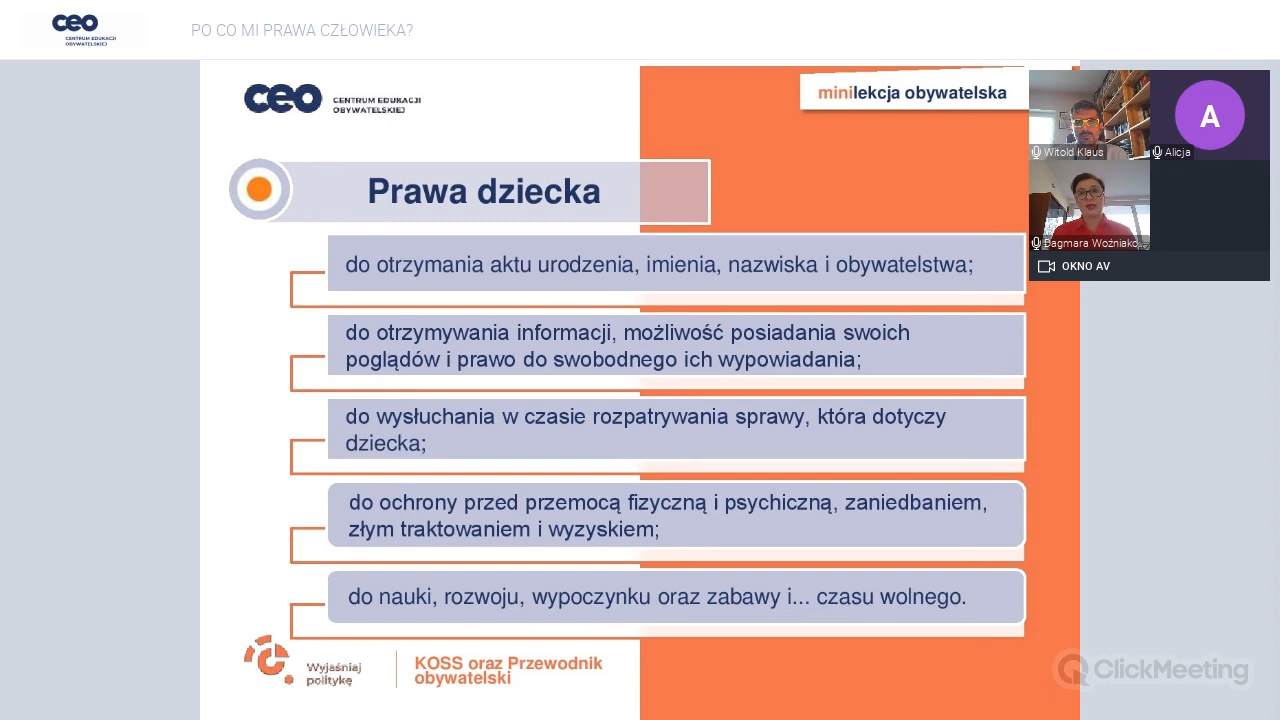 ceo
CENTRUM EDUKACJI
OBYWATELSKIEJ
PO CO MI PRAWA CZŁOWIEKA?
ceo
CENTRUM EDUKACJI
OBYWATELSKIEJ
minilekcja obywatelska
Witold Klaus
A
Alicja
Dagmara Woźniako...
OKNO AV
Prawa dziecka
do otrzymania aktu urodzenia, imienia, nazwiska i obywatelstwa;
do otrzymywania informacji, możliwość posiadania swoich
poglądów i prawo do swobodnego ich wypowiadania;
do wysłuchania w czasie rozpatrywania sprawy, która dotyczy
dziecka;
do ochrony przed przemocą fizyczną i psychiczną, zaniedbaniem,
złym traktowaniem i wyzyskiem;
do nauki, rozwoju, wypoczynku oraz zabawy i... czasu wolnego.
Wyjaśniaj
politykę
KOSS oraz Przewodnik
obywatelski
ClickMeeting